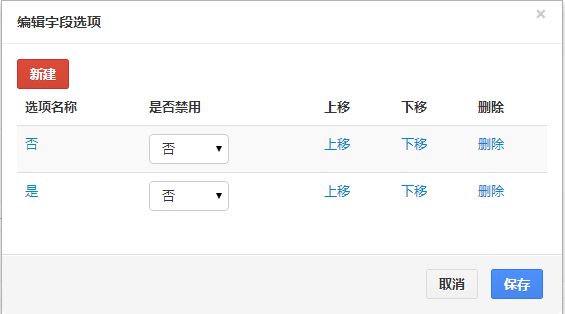 编辑字段选项 ×
新建
选项名称 是否禁用 上移 下移 删除
否 否 上移 下移 删除
是 否 上移 下移 删除
取消 保存